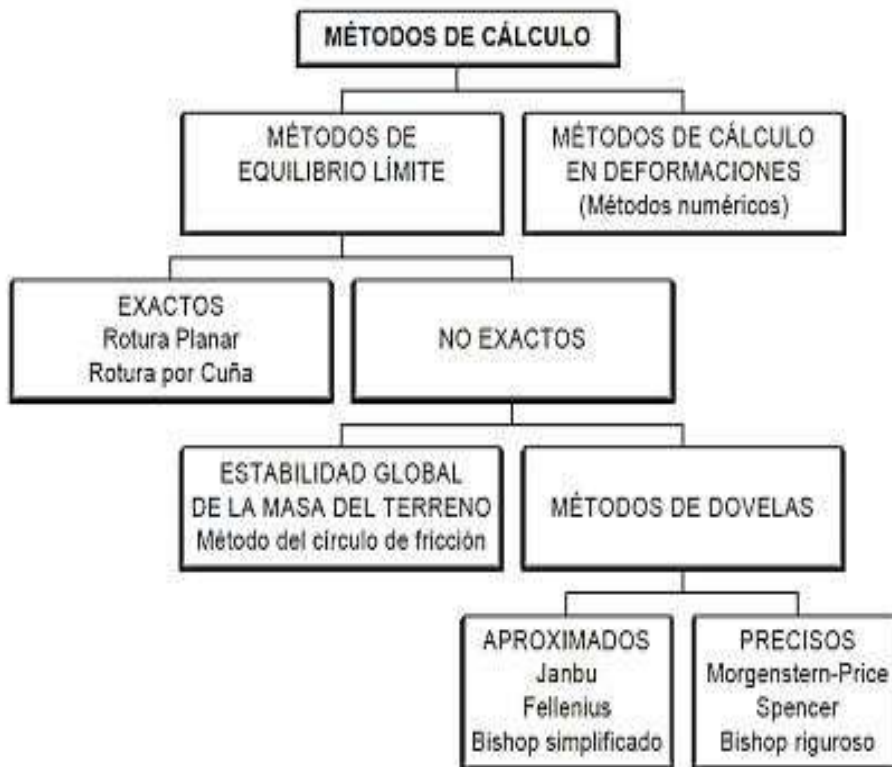 MÉTODOS DE CÁLCULO
MÉTODOS DE
EQUILIBRIO LÍMITE
MÉTODOS DE CÁLCULO
EN DEFORMACIONES
(Métodos numéricos)
EXACTOS
Rotura Planar
Rotura por Cuña
NO EXACTOS
ESTABILIDAD GLOBAL
DE LA MASA DEL TERRENO
Método del círculo de fricción
MÉTODOS DE DOVELAS
APROXIMADOS
Janbu
Fellenius
Bishop simplificado
PRECISOS
Morgenstern-Price
Spencer
Bishop riguroso